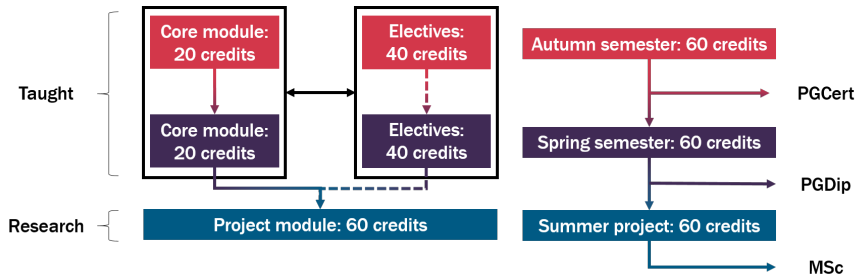 Taught
Core module:
20 credits
Electives:
40 credits
Core module:
20 credits
Electives:
40 credits
Research
Project module: 60 credits
Autumn semester: 60 credits
PGCert
Spring semester: 60 credits
PGDip
Summer project: 60 credits
MSc